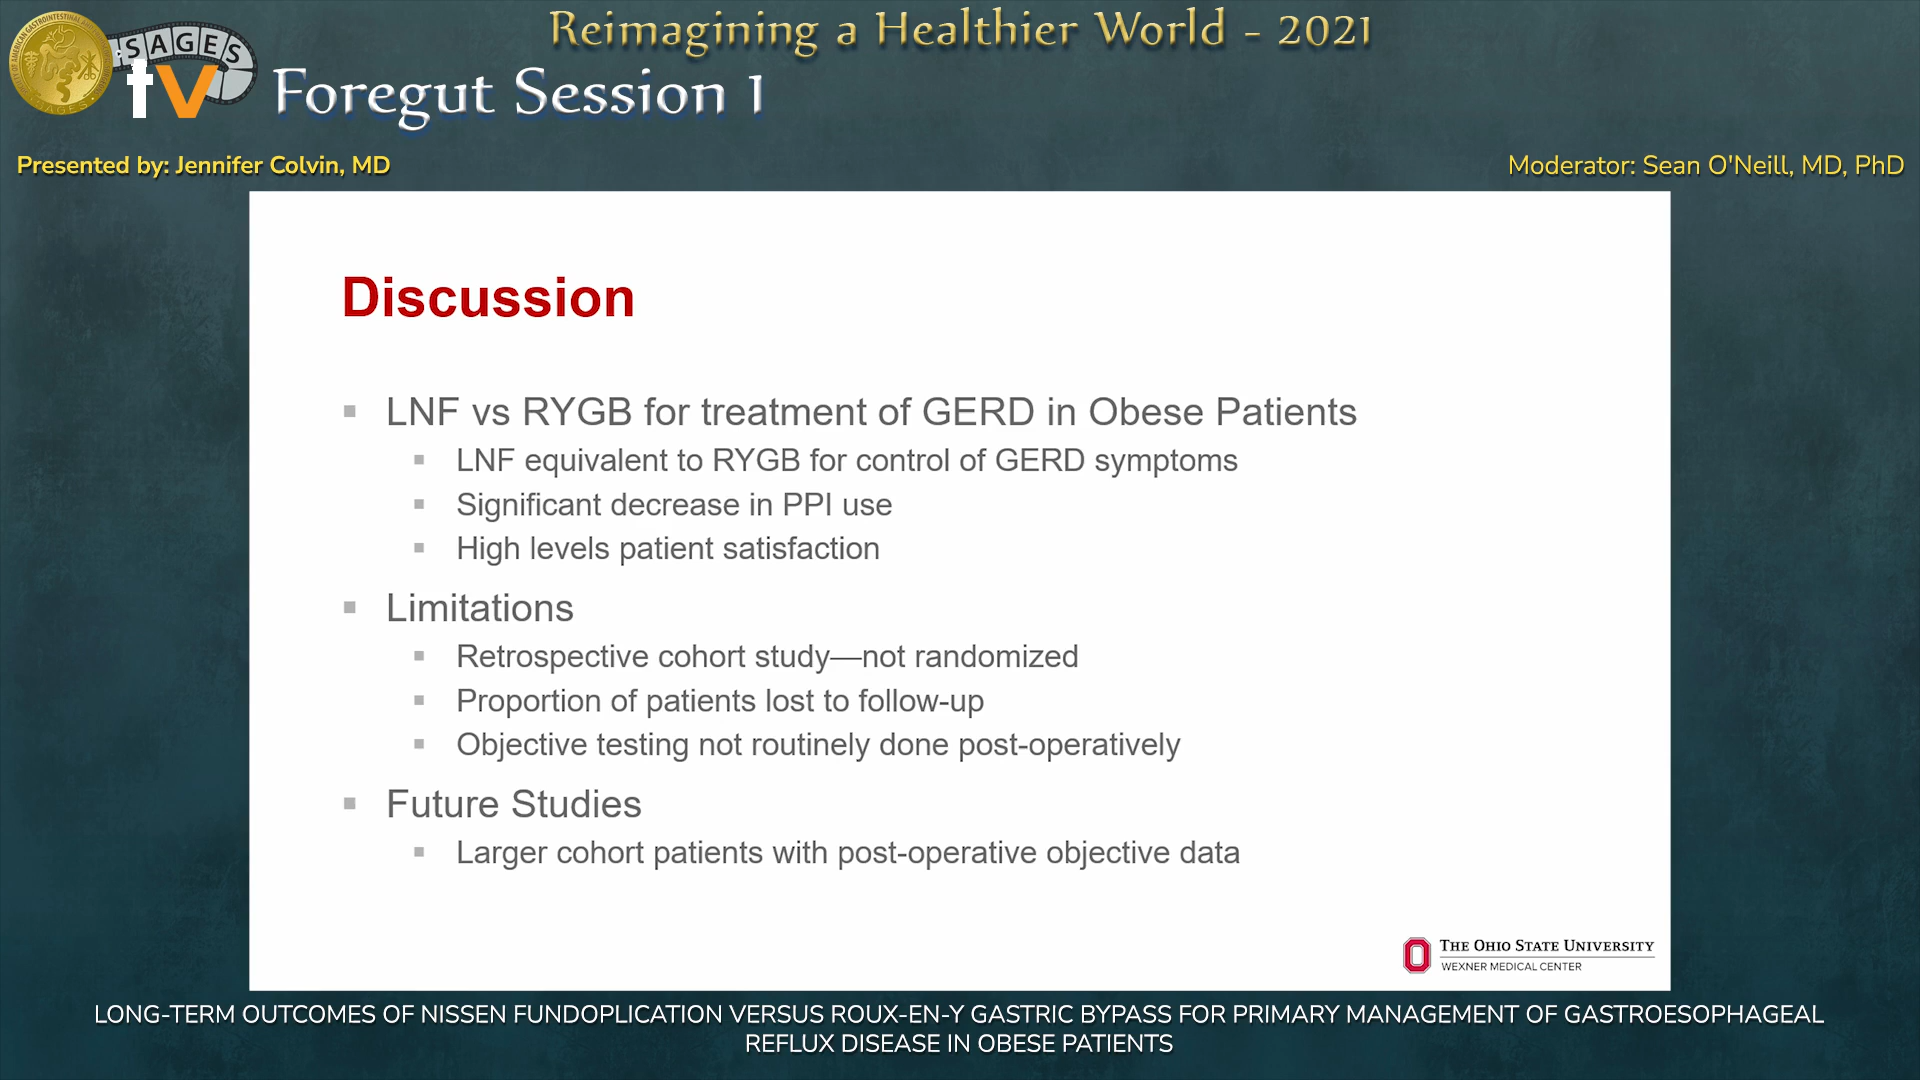 Reimagining a Healthier World - 2021
SAGES
tv
Foregut Session 1
Presented by: Jennifer Colvin, MD
Moderator: Sean O'Neill, MD, PhD
Discussion
LNF vs RYGB for treatment of GERD in Obese Patients
LNF equivalent to RYGB for control of GERD symptoms
Significant decrease in PPI use
High levels patient satisfaction
Limitations
Retrospective cohort study—not randomized
Proportion of patients lost to follow-up
Objective testing not routinely done post-operatively
Future Studies
Larger cohort patients with post-operative objective data
THE OHIO STATE UNIVERSITY
WEXNER MEDICAL CENTER
LONG-TERM OUTCOMES OF NISSEN FUNDOPLICATION VERSUS ROUX-EN-Y GASTRIC BYPASS FOR PRIMARY MANAGEMENT OF GASTROESOPHAGEAL
REFLUX DISEASE IN OBESE PATIENTS